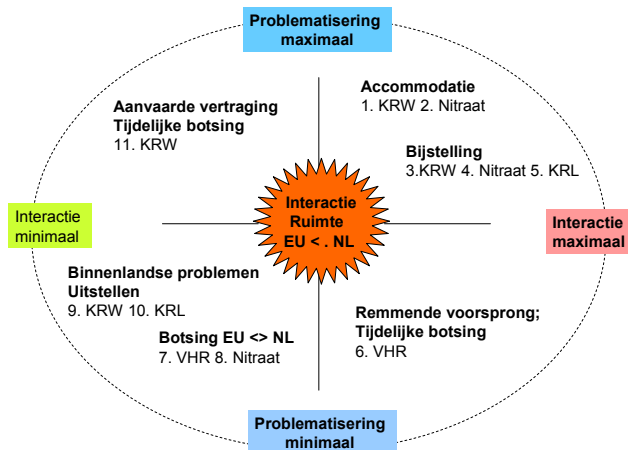 Problematisering
maximaal
Accommodatie
1. KRW 2. Nitraat
Aanvaarde vertraging
Tijdelijke botsing
11. KRW
Bijstelling
3.KRW 4. Nitraat 5. KRL
Interactie
minimaal
Interactie
Ruimte
EU < . NL
Interactie
maximaal
Binnenlandse problemen
Uitstellen
9. KRW 10. KRL
Botsing EU <> NL
7. VHR 8. Nitraat
Remmende voorsprong;
Tijdelijke botsing
6. VHR
Problematisering
minimaal